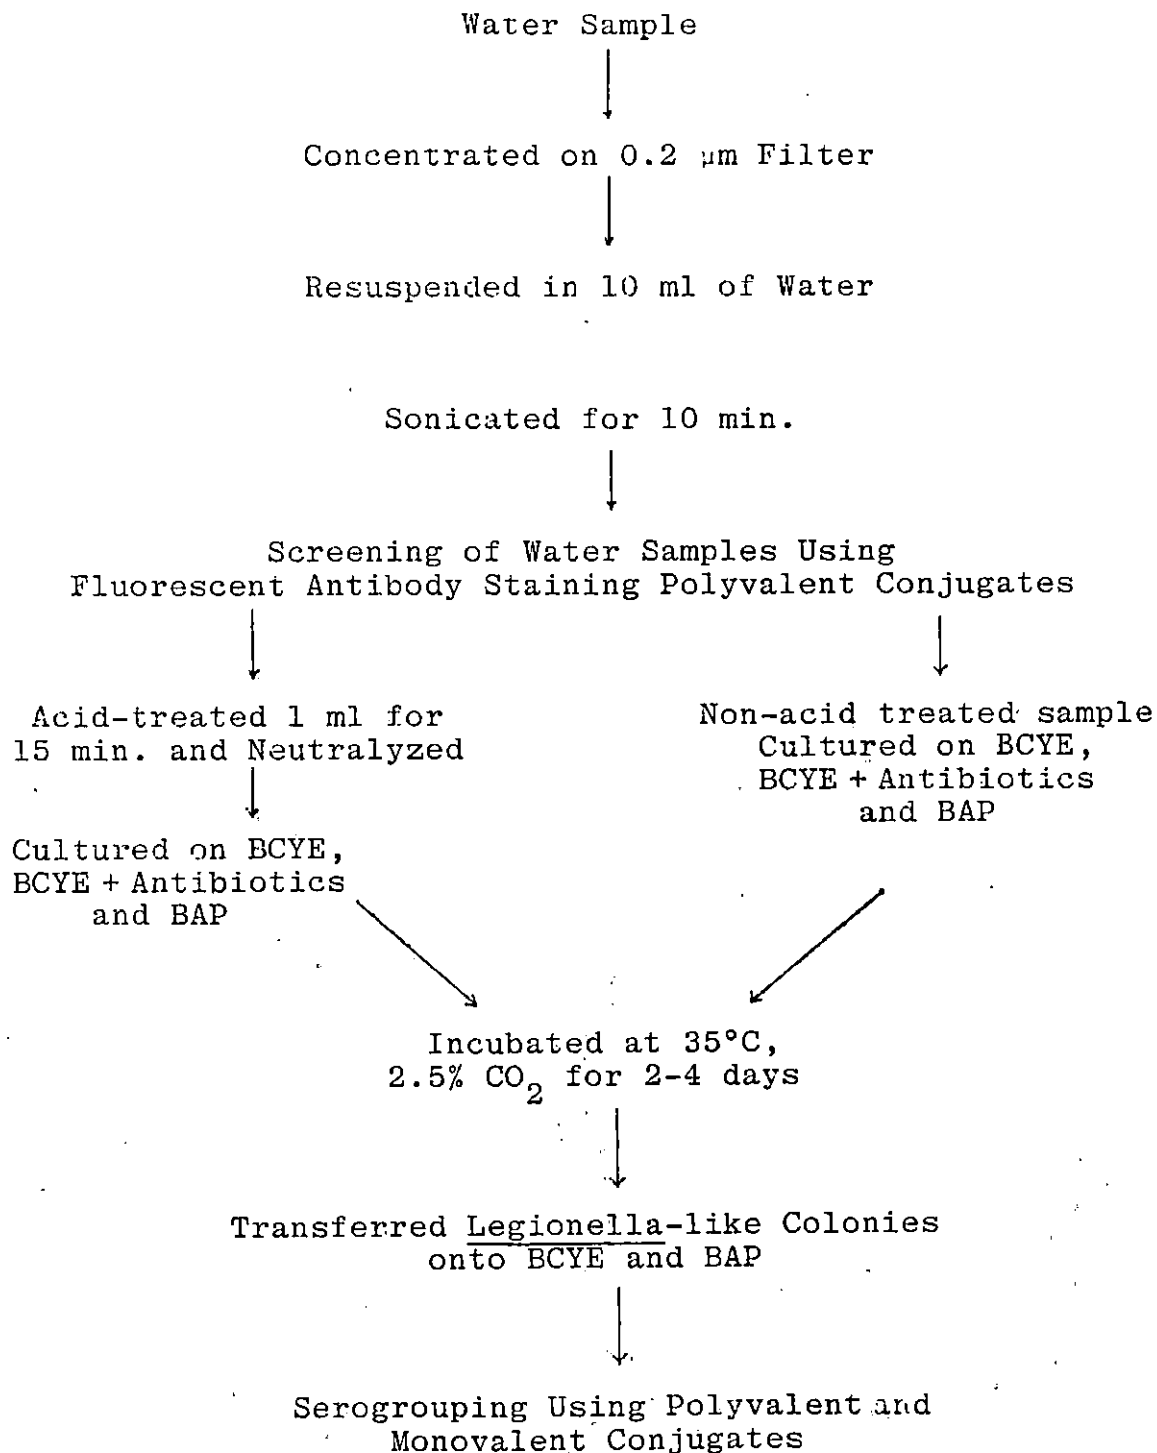 Water Sample
Concentrated on 0.2 µm Filter
Resuspended in 10 ml of Water
Sonicated for 10 min.
Screening of Water Samples Using
Fluorescent Antibody Staining Polyvalent Conjugates
Acid-treated 1 ml for
15 min. and Neutralyzed
Cultured on BCYE,
BCYE + Antibiotics
and BAP
Non-acid treated sample
Cultured on BCYE,
BCYE + Antibiotics
and BAP
Incubated at 35°C,
2.5% CO2 for 2-4 days
Transferred Legionella-like Colonies
onto BCYE and BAP
Serogrouping Using Polyvalent and
Monovalent Conjugates